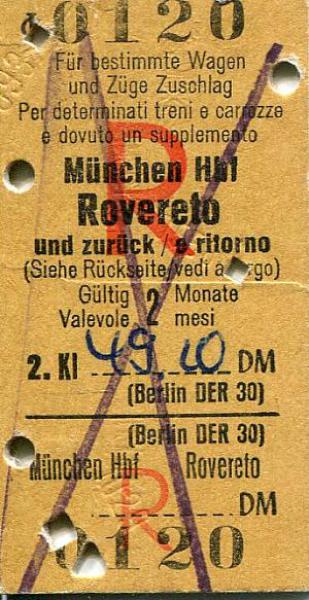 0120
Für bestimmte Wagen
und Züge Zuschlag
Per determinati treni e carrozze
e dovuto un supplemento
R
München Hbf
Rovereto
und zurück / e ritorno
(Siehe Rückseite/vedi a tergo)
Gültig 2 Monate
Valevole mesi
2. Kl 49,10 DM
(Berlin DER 30)
(Berlin DER 30)
München Hbf Rovereto
R
DM
0120